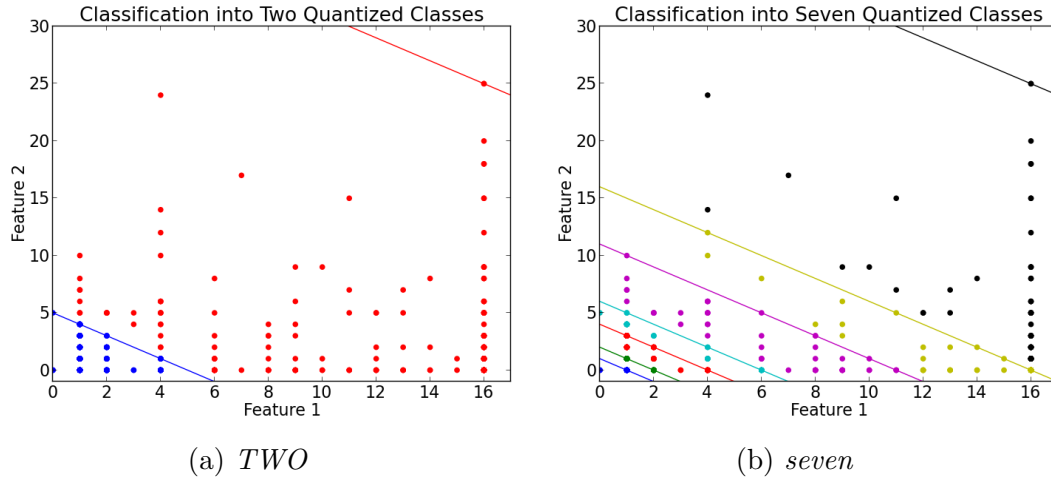 Classification into Two Quantized Classes
30
25
20
15
10
5
0
Feature 2
0 2 4 6 8 10 12 14 16
Feature 1
(a) TWO
Classification into Seven Quantized Classes
30
25
20
15
10
5
0
Feature 2
0 2 4 6 8 10 12 14 16
Feature 1
(b) seven